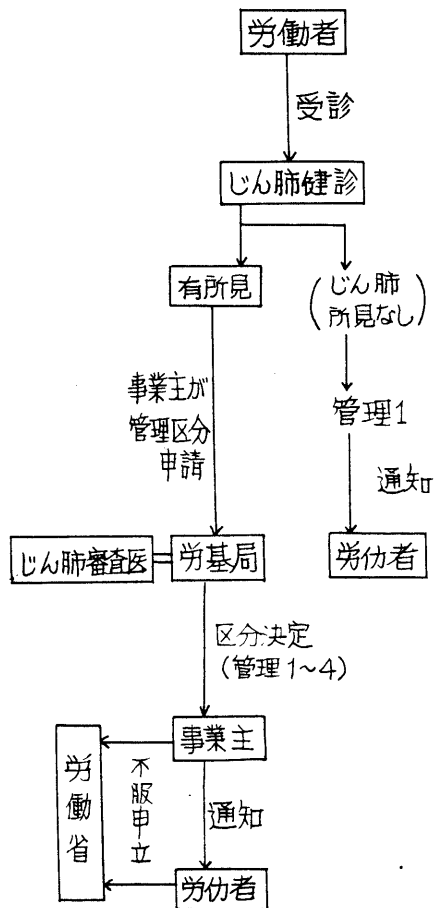 労働者
受診
じん肺健診
有所見
(じん肺
所見なし)
事業主が
管理区分
申請
管理1
通知
じん肺審査医
労基局
労仂者
区分決定
(管理1~4)
事業主
労働省
不服申立
通知
労仂者